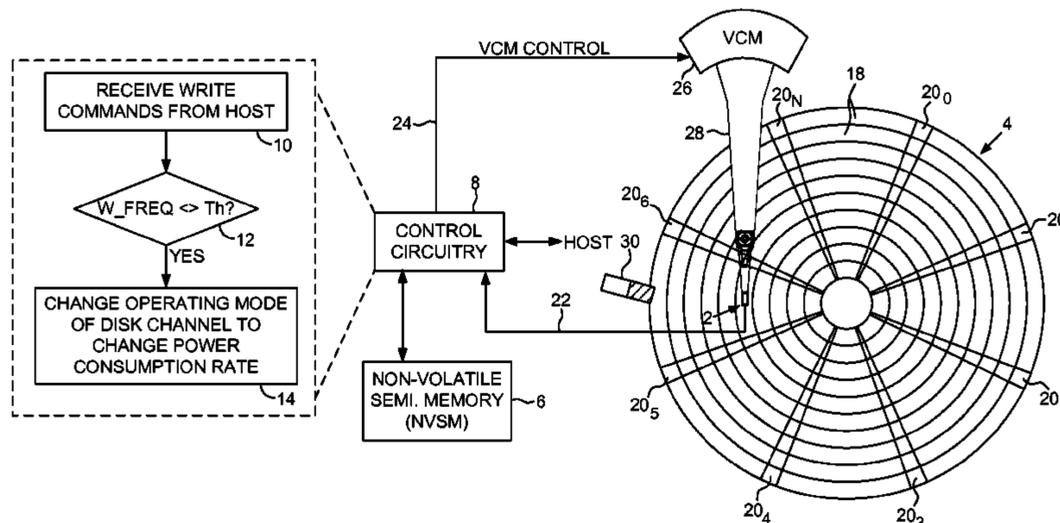 VCM
VCM CONTROL
26
24
28
20N
18
200
4
RECEIVE WRITE
COMMANDS FROM HOST
10
W_FREQ <> Th?
12
YES
CHANGE OPERATING MODE
OF DISK CHANNEL TO
CHANGE POWER
CONSUMPTION RATE
14
8
CONTROL
CIRCUITRY
HOST
30
206
20
2
22
NON-VOLATILE
SEMI. MEMORY
(NVSM)
6
205
20
204
203